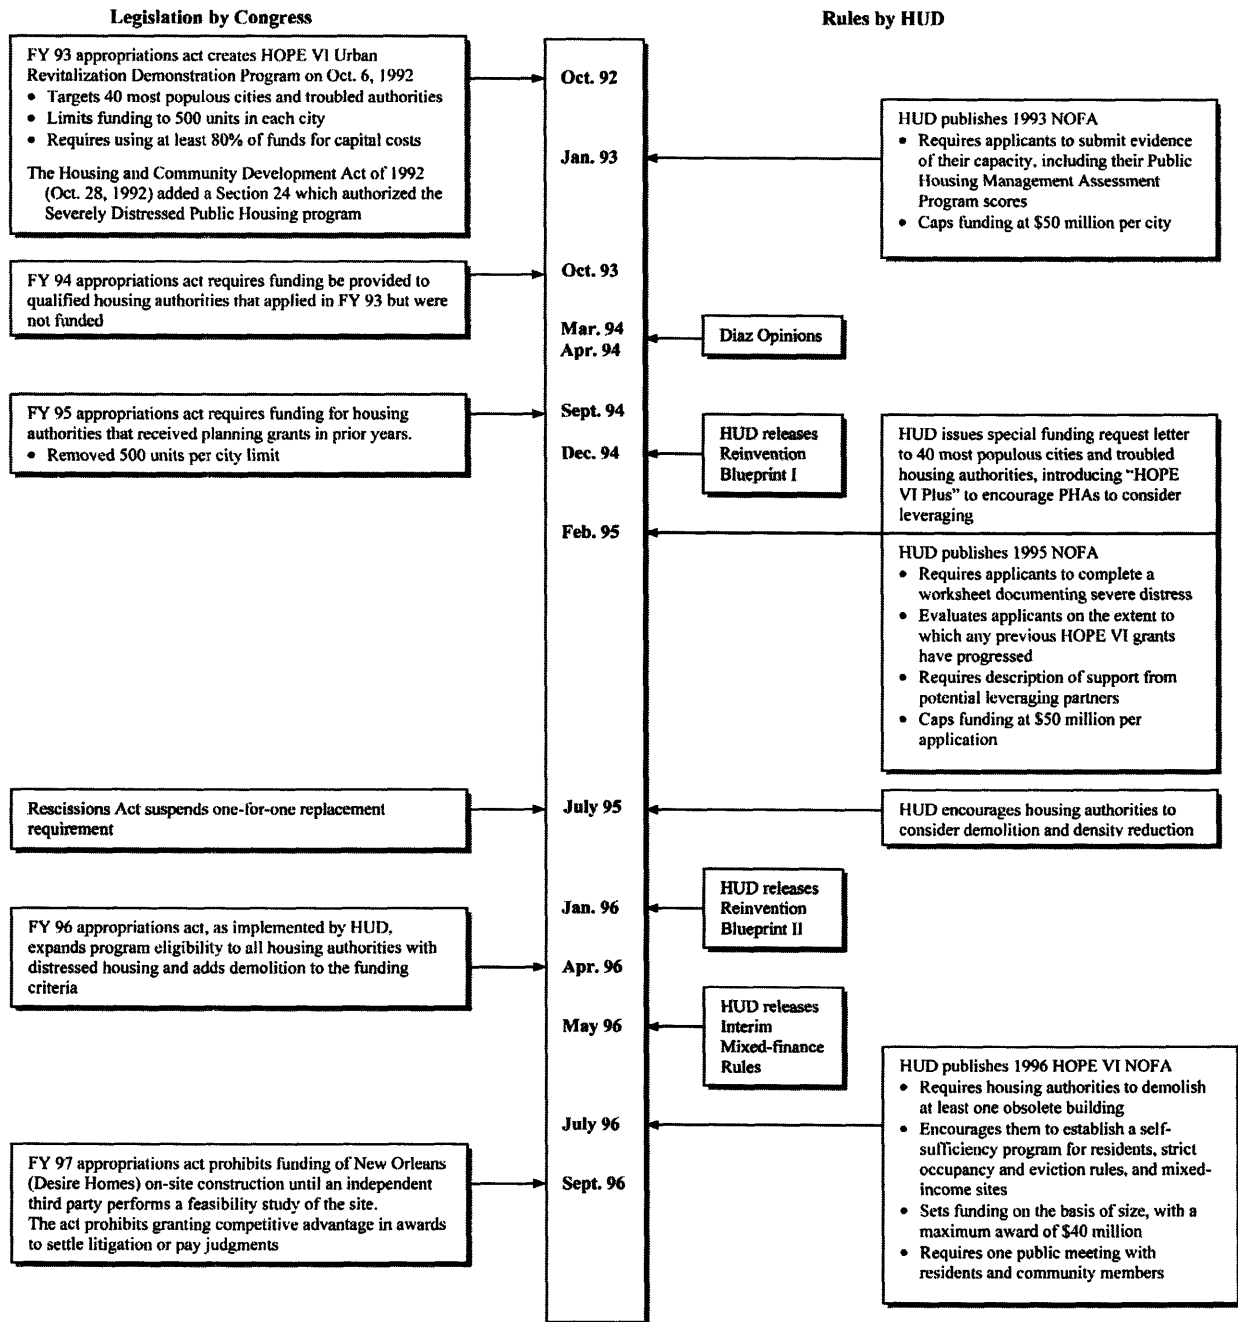 Legislation by Congress
Rules by HUD
FY 93 appropriations act creates HOPE VI Urban
Revitalization Demonstration Program on Oct. 6, 1992
• Targets 40 most populous cities and troubled authorities
• Limits funding to 500 units in each city
• Requires using at least 80% of funds for capital costs
The Housing and Community Development Act of 1992
(Oct. 28, 1992) added a Section 24 which authorized the
Severely Distressed Public Housing program
Oct. 92
HUD publishes 1993 NOFA
• Requires applicants to submit evidence
of their capacity, including their Public
Housing Management Assessment
Program scores
• Caps funding at $50 million per city
Jan. 93
FY 94 appropriations act requires funding be provided to
qualified housing authorities that applied in FY 93 but were
not funded
Oct. 93
Mar. 94
Apr. 94
Diaz Opinions
FY 95 appropriations act requires funding for housing
authorities that received planning grants in prior years.
• Removed 500 units per city limit
Sept. 94
Dec. 94
HUD releases
Reinvention
Blueprint I
HUD issues special funding request letter
to 40 most populous cities and troubled
housing authorities, introducing “HOPE
VI Plus” to encourage PHAs to consider
leveraging
Feb. 95
HUD publishes 1995 NOFA
• Requires applicants to complete a
worksheet documenting severe distress
• Evaluates applicants on the extent to
which any previous HOPE VI grants
have progressed
• Requires description of support from
potential leveraging partners
• Caps funding at $50 million per
application
Rescissions Act suspends one-for-one replacement
requirement
July 95
HUD encourages housing authorities to
consider demolition and density reduction
Jan. 96
HUD releases
Reinvention
Blueprint II
FY 96 appropriations act, as implemented by HUD,
expands program eligibility to all housing authorities with
distressed housing and adds demolition to the funding
criteria
Apr. 96
May 96
HUD releases
Interim
Mixed-finance
Rules
HUD publishes 1996 HOPE VI NOFA
• Requires housing authorities to demolish
at least one obsolete building
• Encourages them to establish a self-
sufficiency program for residents, strict
occupancy and eviction rules, and mixed-
income sites
• Sets funding on the basis of size, with a
maximum award of $40 million
• Requires one public meeting with
residents and community members
July 96
FY 97 appropriations act prohibits funding of New Orleans
(Desire Homes) on-site construction until an independent
third party performs a feasibility study of the site.
The act prohibits granting competitive advantage in awards
to settle litigation or pay judgments
Sept. 96